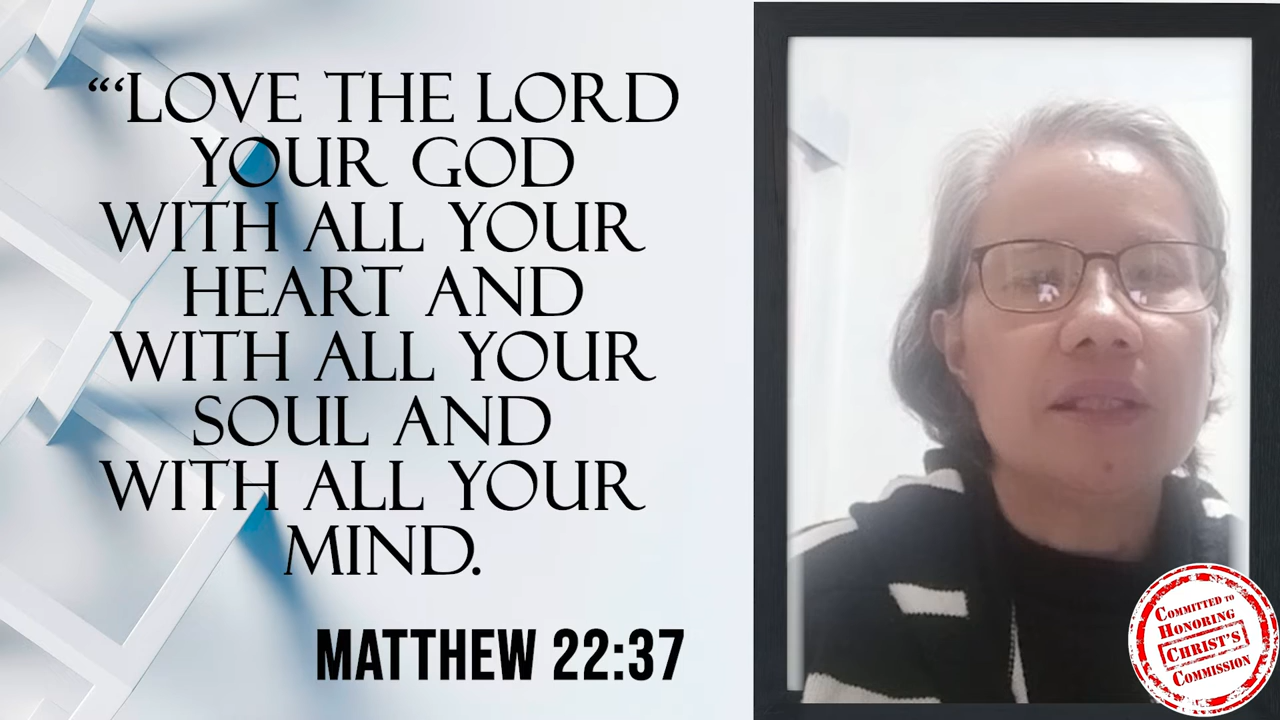 “‘LOVE THE LORD
YOUR GOD
WITH ALL YOUR
HEART AND
WITH ALL YOUR
SOUL AND
WITH ALL YOUR
MIND.
MATTHEW 22:37
COMMITTED TO
HONORING
CHRIST'S
COMMISSION